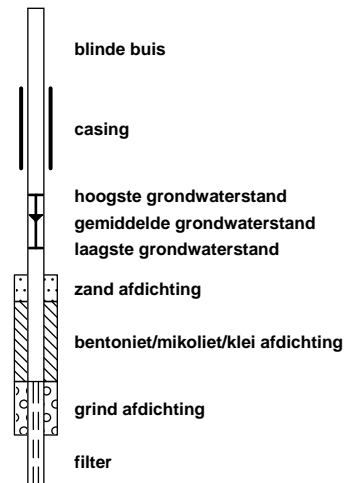 blinde buis
casing
hoogste grondwaterstand
gemiddelde grondwaterstand
laagste grondwaterstand
zand afdichting
bentoniet/mikoliet/klei afdichting
grind afdichting
filter